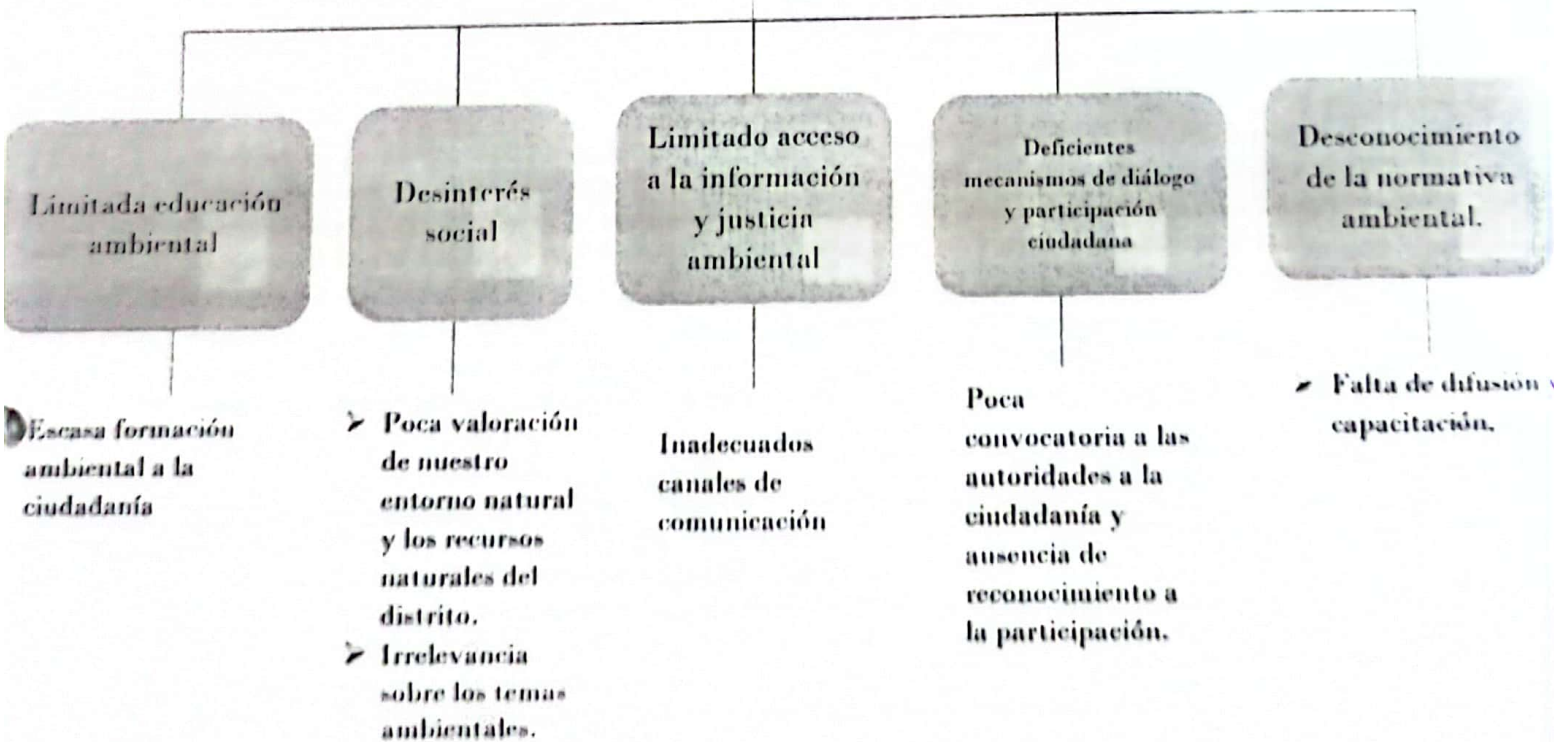 Limitada educación
ambiental
Desinterés
social
Limitado acceso
a la información
y justicia
ambiental
Deficientes
mecanismos de diálogo
y participación
ciudadana
Desconocimiento
de la normativa
ambiental.
Escasa formación
ambiental a la
ciudadanía
➤ Poca valoración
de nuestro
entorno natural
y los recursos
naturales del
distrito.
➤ Irrelevancia
sobre los temas
ambientales.
Inadecuados
canales de
comunicación
Poca
convocatoria a las
autoridades a la
ciudadanía y
ausencia de
reconocimiento a
la participación.
➤ Falta de difusión
capacitación.